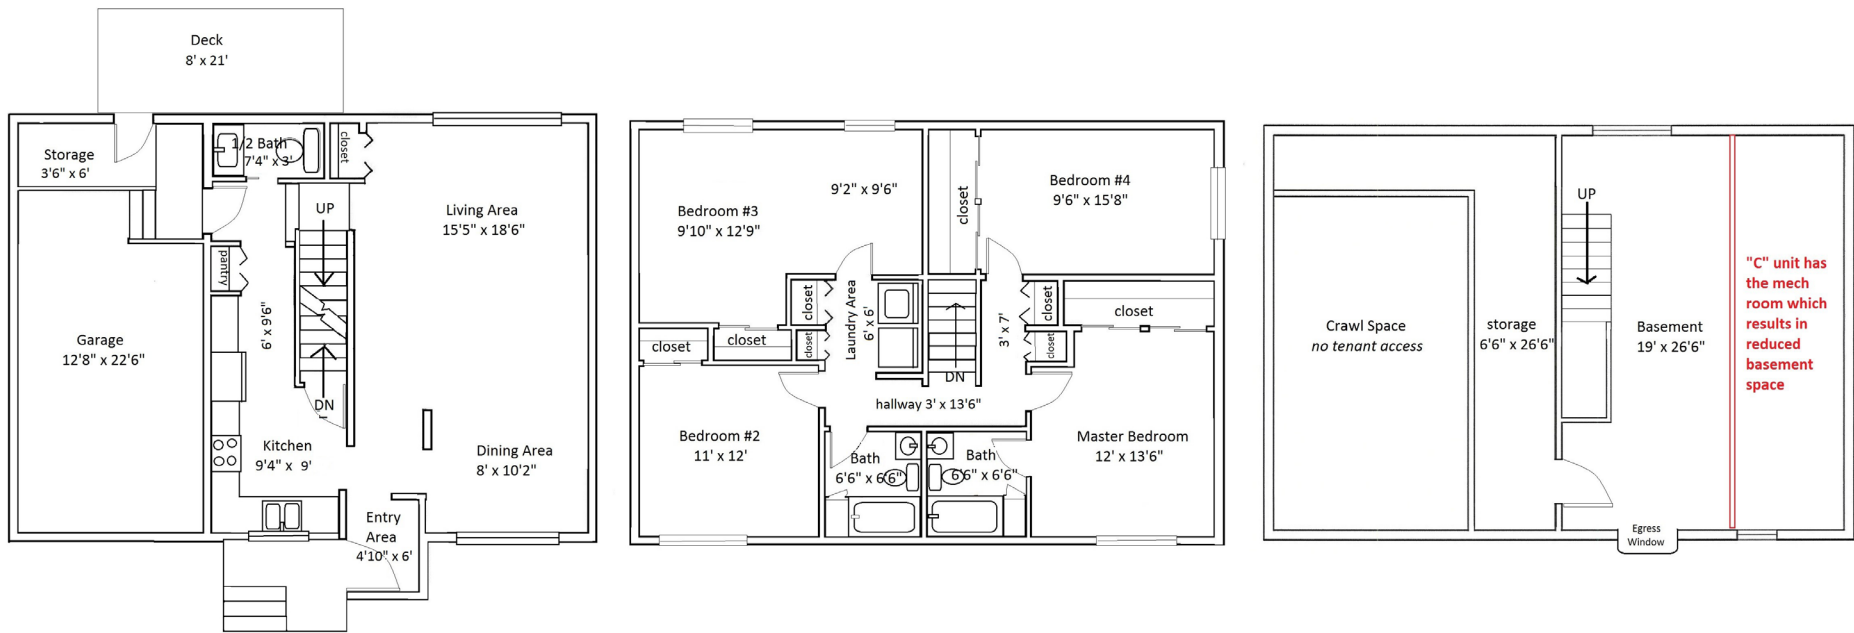 Deck
8' x 21'
Storage
3'6" x 6'
1/2 Bath
7'4" x 3'
closet
UP
Living Area
15'5" x 18'6"
pantry
6' x 9'6"
Garage
12'8" x 22'6"
DN
Kitchen
9'4" x 9'
Dining Area
8' x 10'2"
Entry
Area
4'10" x 6'
Bedroom #3
9'10" x 12'9"
9'2" x 9'6"
closet
Bedroom #4
9'6" x 15'8"
closet
Laundry Area
6' x 6'
closet
closet
closet
3' x 7'
closet
closet
closet
DN
hallway 3' x 13'6"
Bedroom #2
11' x 12'
Bath
6'6" x 6'6"
Bath
6'6" x 6'6"
Master Bedroom
12' x 13'6"
Crawl Space
no tenant access
storage
6'6" x 26'6"
UP
Basement
19' x 26'6"
"C" unit has
the mech
room which
results in
reduced
basement
space
Egress
Window